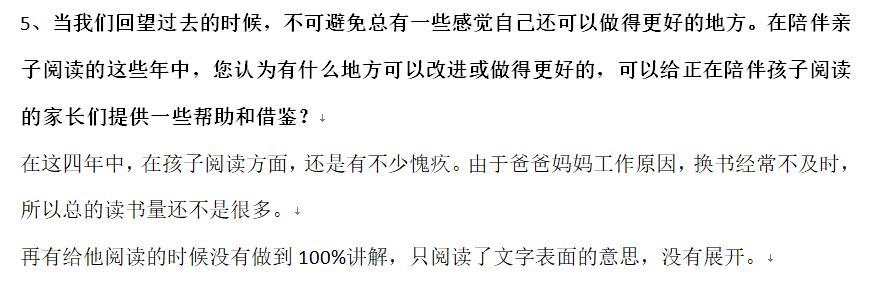 5、当我们回望过去的时候，不可避免总有一些感觉自己还可以做得更好的地方。在陪伴亲
子阅读的这些年中，您认为有什么地方可以改进或做得更好的，可以给正在陪伴孩子阅读
的家长们提供一些帮助和借鉴？
在这四年中，在孩子阅读方面，还是有不少愧疚。由于爸爸妈妈工作原因，换书经常不及时，
所以总的读书量还不是很多。
再有给他阅读的时候没有做到 100%讲解，只阅读了文字表面的意思，没有展开。